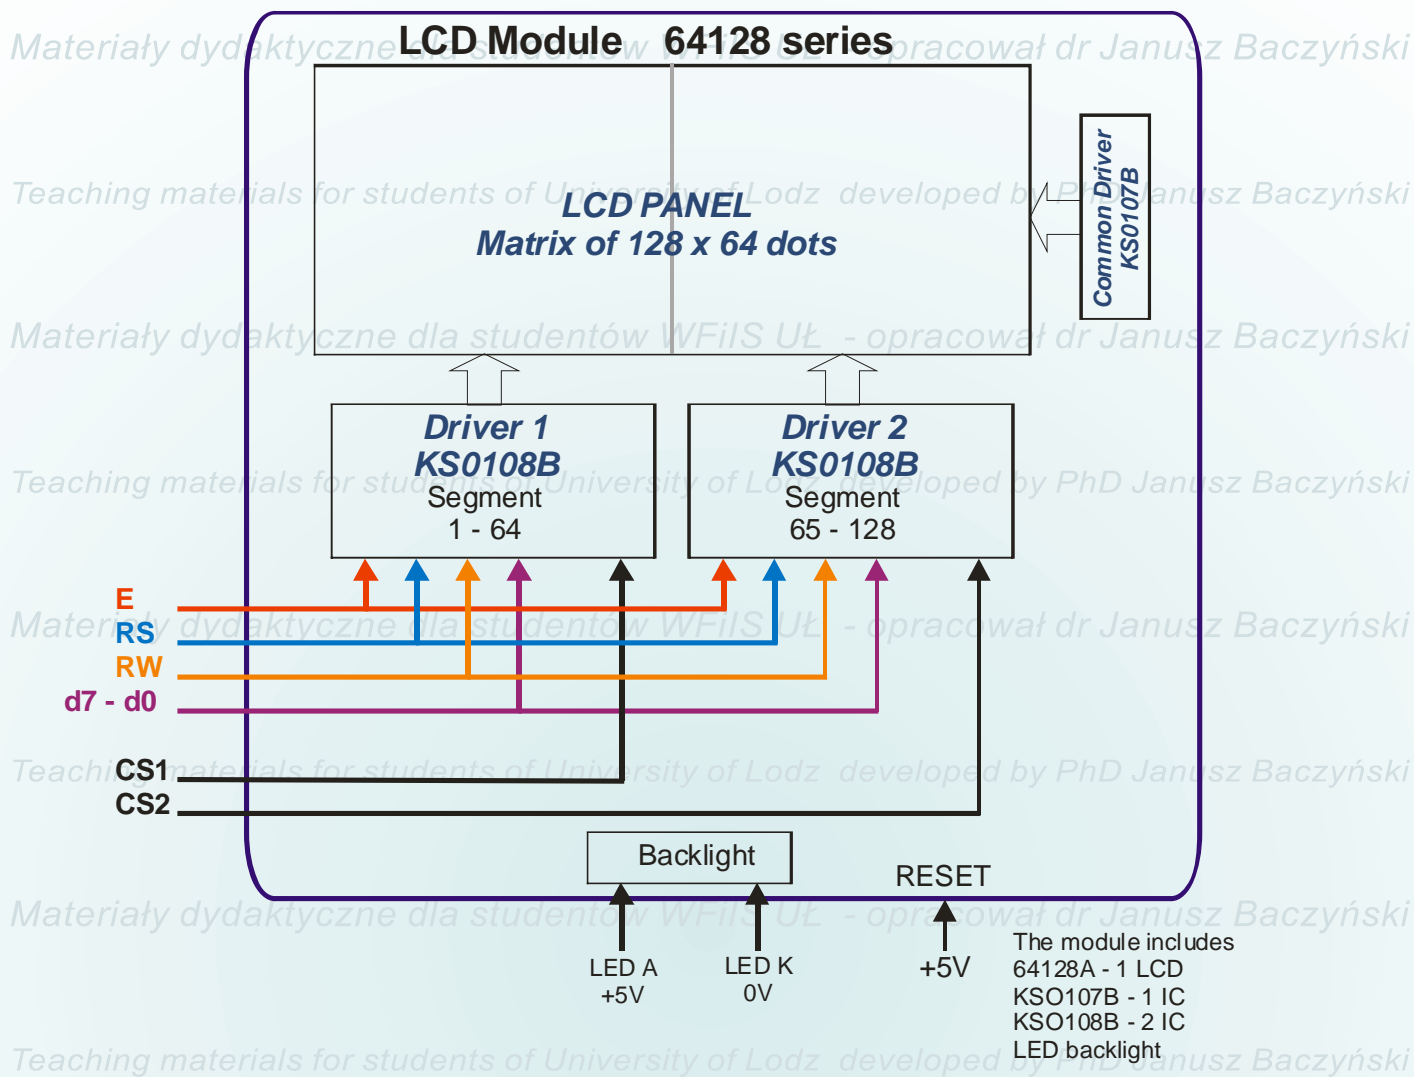 LCD Module 64128 series
Materiały dydaktyczne dla studentów WFiIS UŁ - opracował dr Janusz Baczyński
Common Driver
KS0107B
Teaching materials for students of University of Lodz developed by PhD Janusz Baczyński
LCD PANEL
Matrix of 128 x 64 dots
Materiały dydaktyczne dla studentów WFiIS UŁ - opracował dr Janusz Baczyński
Driver 1
KS0108B
Segment
1 - 64
Driver 2
KS0108B
Segment
65 - 128
Teaching materials for students of University of Lodz developed by PhD Janusz Baczyński
E
Materiały dydaktyczne dla studentów WFiIS UŁ - opracował dr Janusz Baczyński
RS
RW
d7 - d0
CS1
Teaching materials for students of University of Lodz developed by PhD Janusz Baczyński
CS2
Backlight
RESET
Materiały dydaktyczne dla studentów WFiIS UŁ - opracował dr Janusz Baczyński
LED A
+5V
LED K
0V
+5V
The module includes
64128A - 1 LCD
KSO107B - 1 IC
KSO108B - 2 IC
LED backlight
Teaching materials for students of University of Lodz developed by PhD Janusz Baczyński